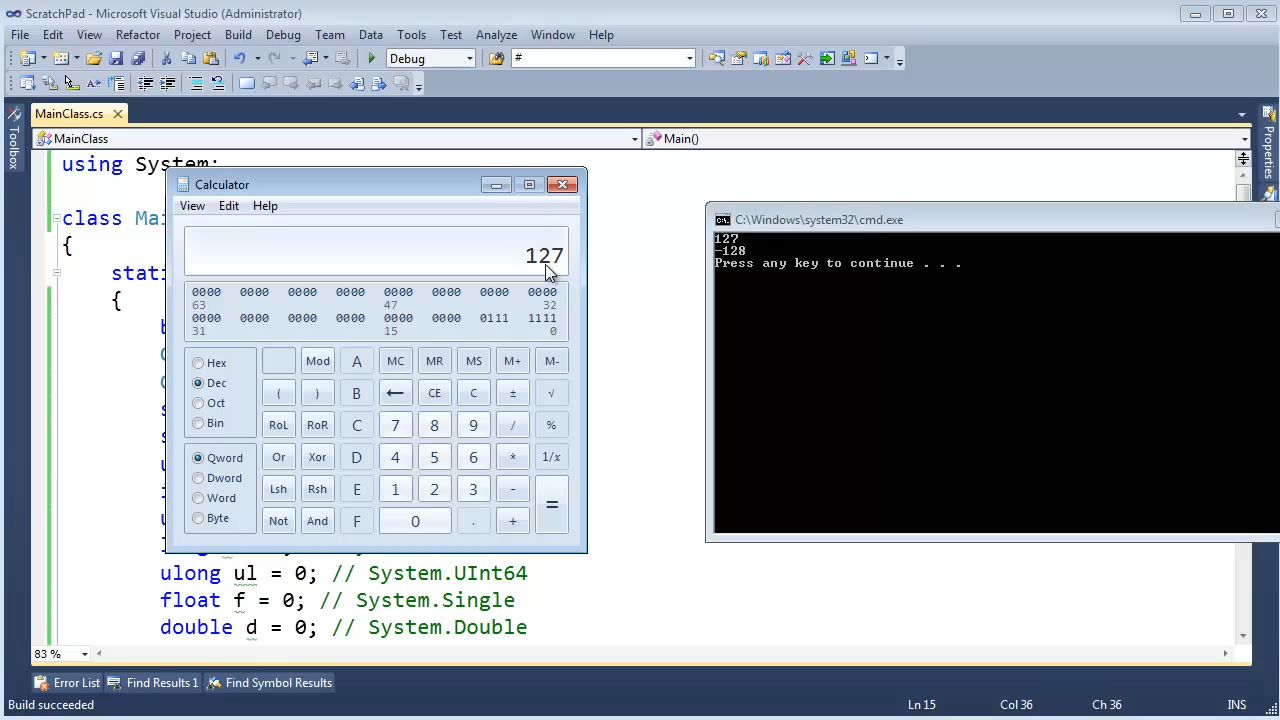 ScratchPad - Microsoft Visual Studio (Administrator)
File Edit View Refactor Project Build Debug Team Data Tools Test Analyze Window Help
Debug #
MainClass.cs
MainClass Main()
Toolbox
Properties
using System;
class Ma
{
stati
{
ulong ul = 0; // System.UInt64
float f = 0; // System.Single
double d = 0; // System.Double
Calculator
View Edit Help
127
0000 0000 0000 0000 0000 0000 0000 0000
63 47 32
0000 0000 0000 0000 0000 0000 0111 1111
31 15 0
Hex Mod A MC MR MS M+ M-
Dec ( ) B ← CE C ± √
Oct
Bin RoL RoR C 7 8 9 / %
Qword Or Xor D 4 5 6 * 1/x
Dword
Word Lsh Rsh E 1 2 3 - =
Byte Not And F 0 . +
C:\Windows\system32\cmd.exe
127
-128
Press any key to continue . . .
83 %
Error List Find Results 1 Find Symbol Results
Build succeeded Ln 15 Col 36 Ch 36 INS